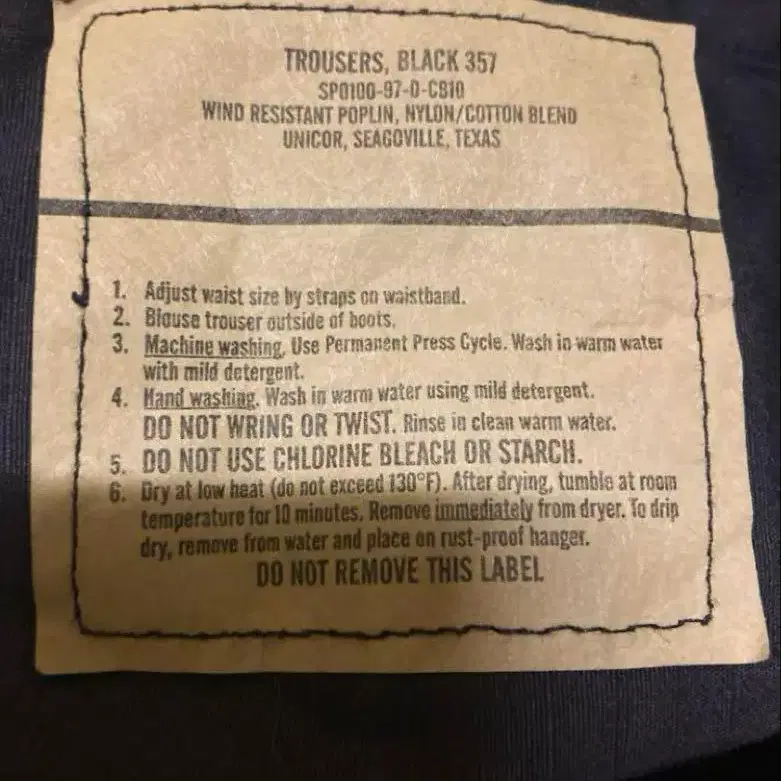 TROUSERS, BLACK 357
SP0100-97-D-CB10
WIND RESISTANT POPLIN, NYLON/COTTON BLEND
UNICOR, SEAGOVILLE, TEXAS
1. Adjust waist size by straps on waistband.
2. Blouse trouser outside of boots.
3. Machine washing. Use Permanent Press Cycle. Wash in warm water
with mild detergent.
4. Hand washing. Wash in warm water using mild detergent.
DO NOT WRING OR TWIST. Rinse in clean warm water.
5. DO NOT USE CHLORINE BLEACH OR STARCH.
6. Dry at low heat (do not exceed 130°F). After drying, tumble at room
temperature for 10 minutes. Remove immediately from dryer. To drip
dry, remove from water and place on rust-proof hanger.
DO NOT REMOVE THIS LABEL